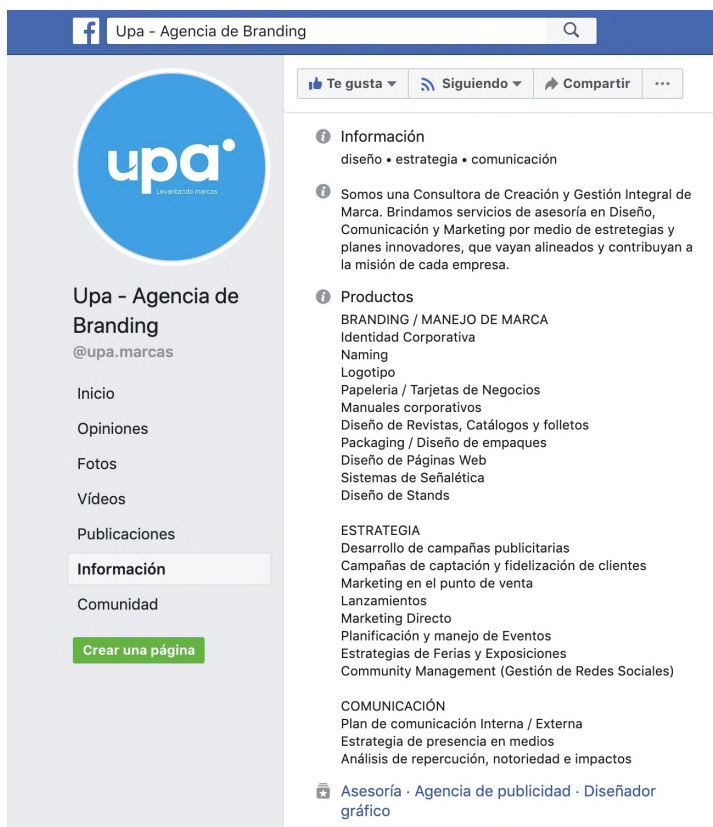 Upa - Agencia de Branding
Te gusta
Siguiendo
Compartir
upa
Levantando marcas
Upa - Agencia de
Branding
@upa.marcas
Inicio
Opiniones
Fotos
Vídeos
Publicaciones
Información
Comunidad
Crear una página
Información
diseño • estrategia • comunicación
Somos una Consultora de Creación y Gestión Integral de
Marca. Brindamos servicios de asesoría en Diseño,
Comunicación y Marketing por medio de estretegias y
planes innovadores, que vayan alineados y contribuyan a
la misión de cada empresa.
Productos
BRANDING / MANEJO DE MARCA
Identidad Corporativa
Naming
Logotipo
Papeleria / Tarjetas de Negocios
Manuales corporativos
Diseño de Revistas, Catálogos y folletos
Packaging / Diseño de empaques
Diseño de Páginas Web
Sistemas de Señalética
Diseño de Stands
ESTRATEGIA
Desarrollo de campañas publicitarias
Campañas de captación y fidelización de clientes
Marketing en el punto de venta
Lanzamientos
Marketing Directo
Planificación y manejo de Eventos
Estrategias de Ferias y Exposiciones
Community Management (Gestión de Redes Sociales)
COMUNICACIÓN
Plan de comunicación Interna / Externa
Estrategia de presencia en medios
Análisis de repercución, notoriedad e impactos
Asesoría · Agencia de publicidad · Diseñador
gráfico